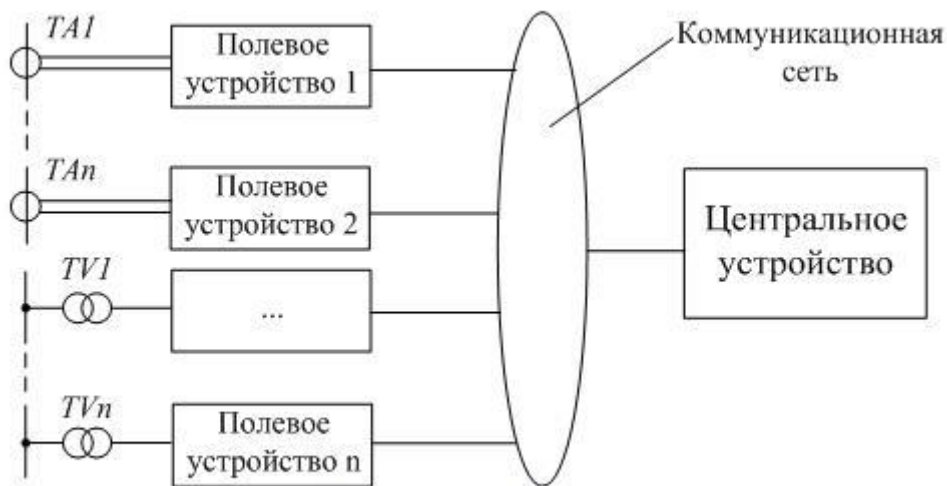 TA1
Полевое
устройство 1
Коммуникационная
сеть
TAn
Полевое
устройство 2
Центральное
устройство
TV1
...
TVn
Полевое
устройство n